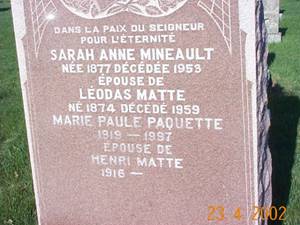 DANS LA PAIX DU SEIGNEUR
POUR L'ÉTERNITÉ
SARAH ANNE MINEAULT
NÉE 1877 DÉCÉDÉE 1953
ÉPOUSE DE
LÉODAS MATTE
NÉ 1874 DÉCÉDÉ 1959
MARIE PAULE PAQUETTE
1919 — 1997
ÉPOUSE DE
HENRI MATTE
1916 —
23 4 2002